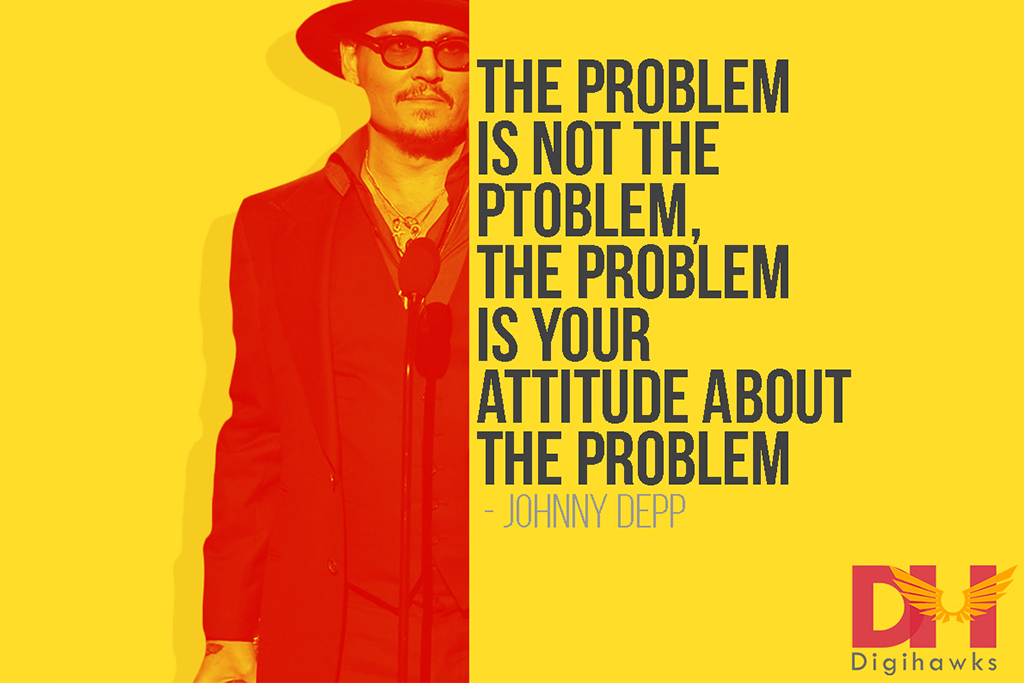 THE PROBLEM
IS NOT THE
PTOBLEM,
THE PROBLEM
IS YOUR
ATTITUDE ABOUT
THE PROBLEM
- JOHNNY DEPP
DH
Digihawks